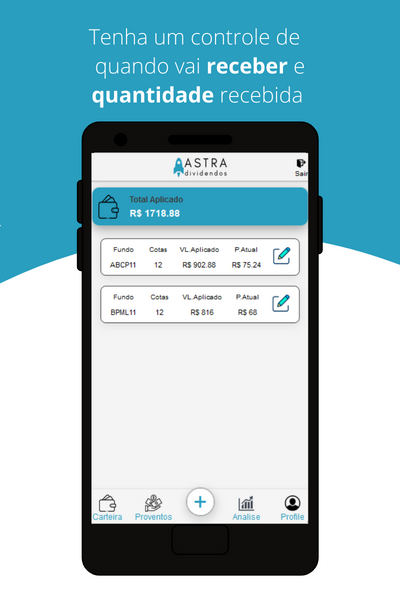 Tenha um controle de
quando vai receber e
quantidade recebida
ASTRA
dividendos
Sair
Total Aplicado
R$ 1718.88
Fundo Cotas VL.Aplicado P.Atual
ABCP11 12 R$ 902.88 R$ 75.24
Fundo Cotas VL.Aplicado P.Atual
BPML11 12 R$ 816 R$ 68
Carteira Proventos + Analise Profile